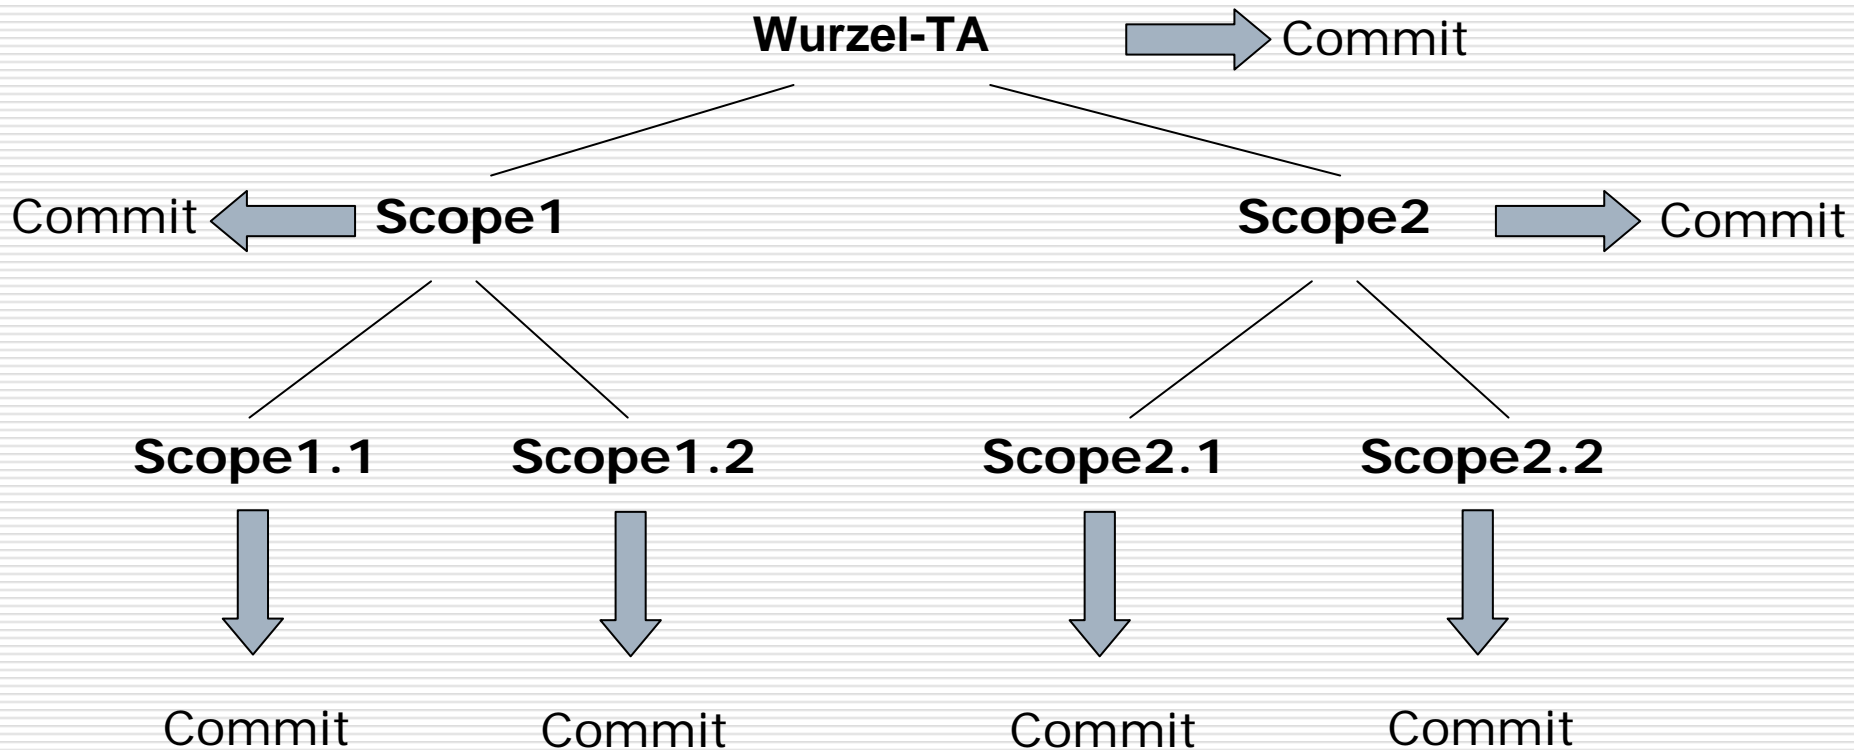 Wurzel-TA Commit
Commit Scope1 Scope2 Commit
Scope1.1 Scope1.2 Scope2.1 Scope2.2
Commit Commit Commit Commit